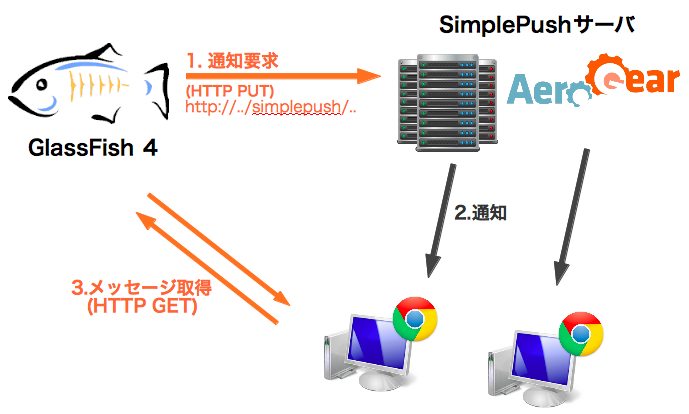 SimplePushサーバ
1. 通知要求
(HTTP PUT)
http://../simplepush/..
AeroGear
GlassFish 4
2.通知
3.メッセージ取得
(HTTP GET)